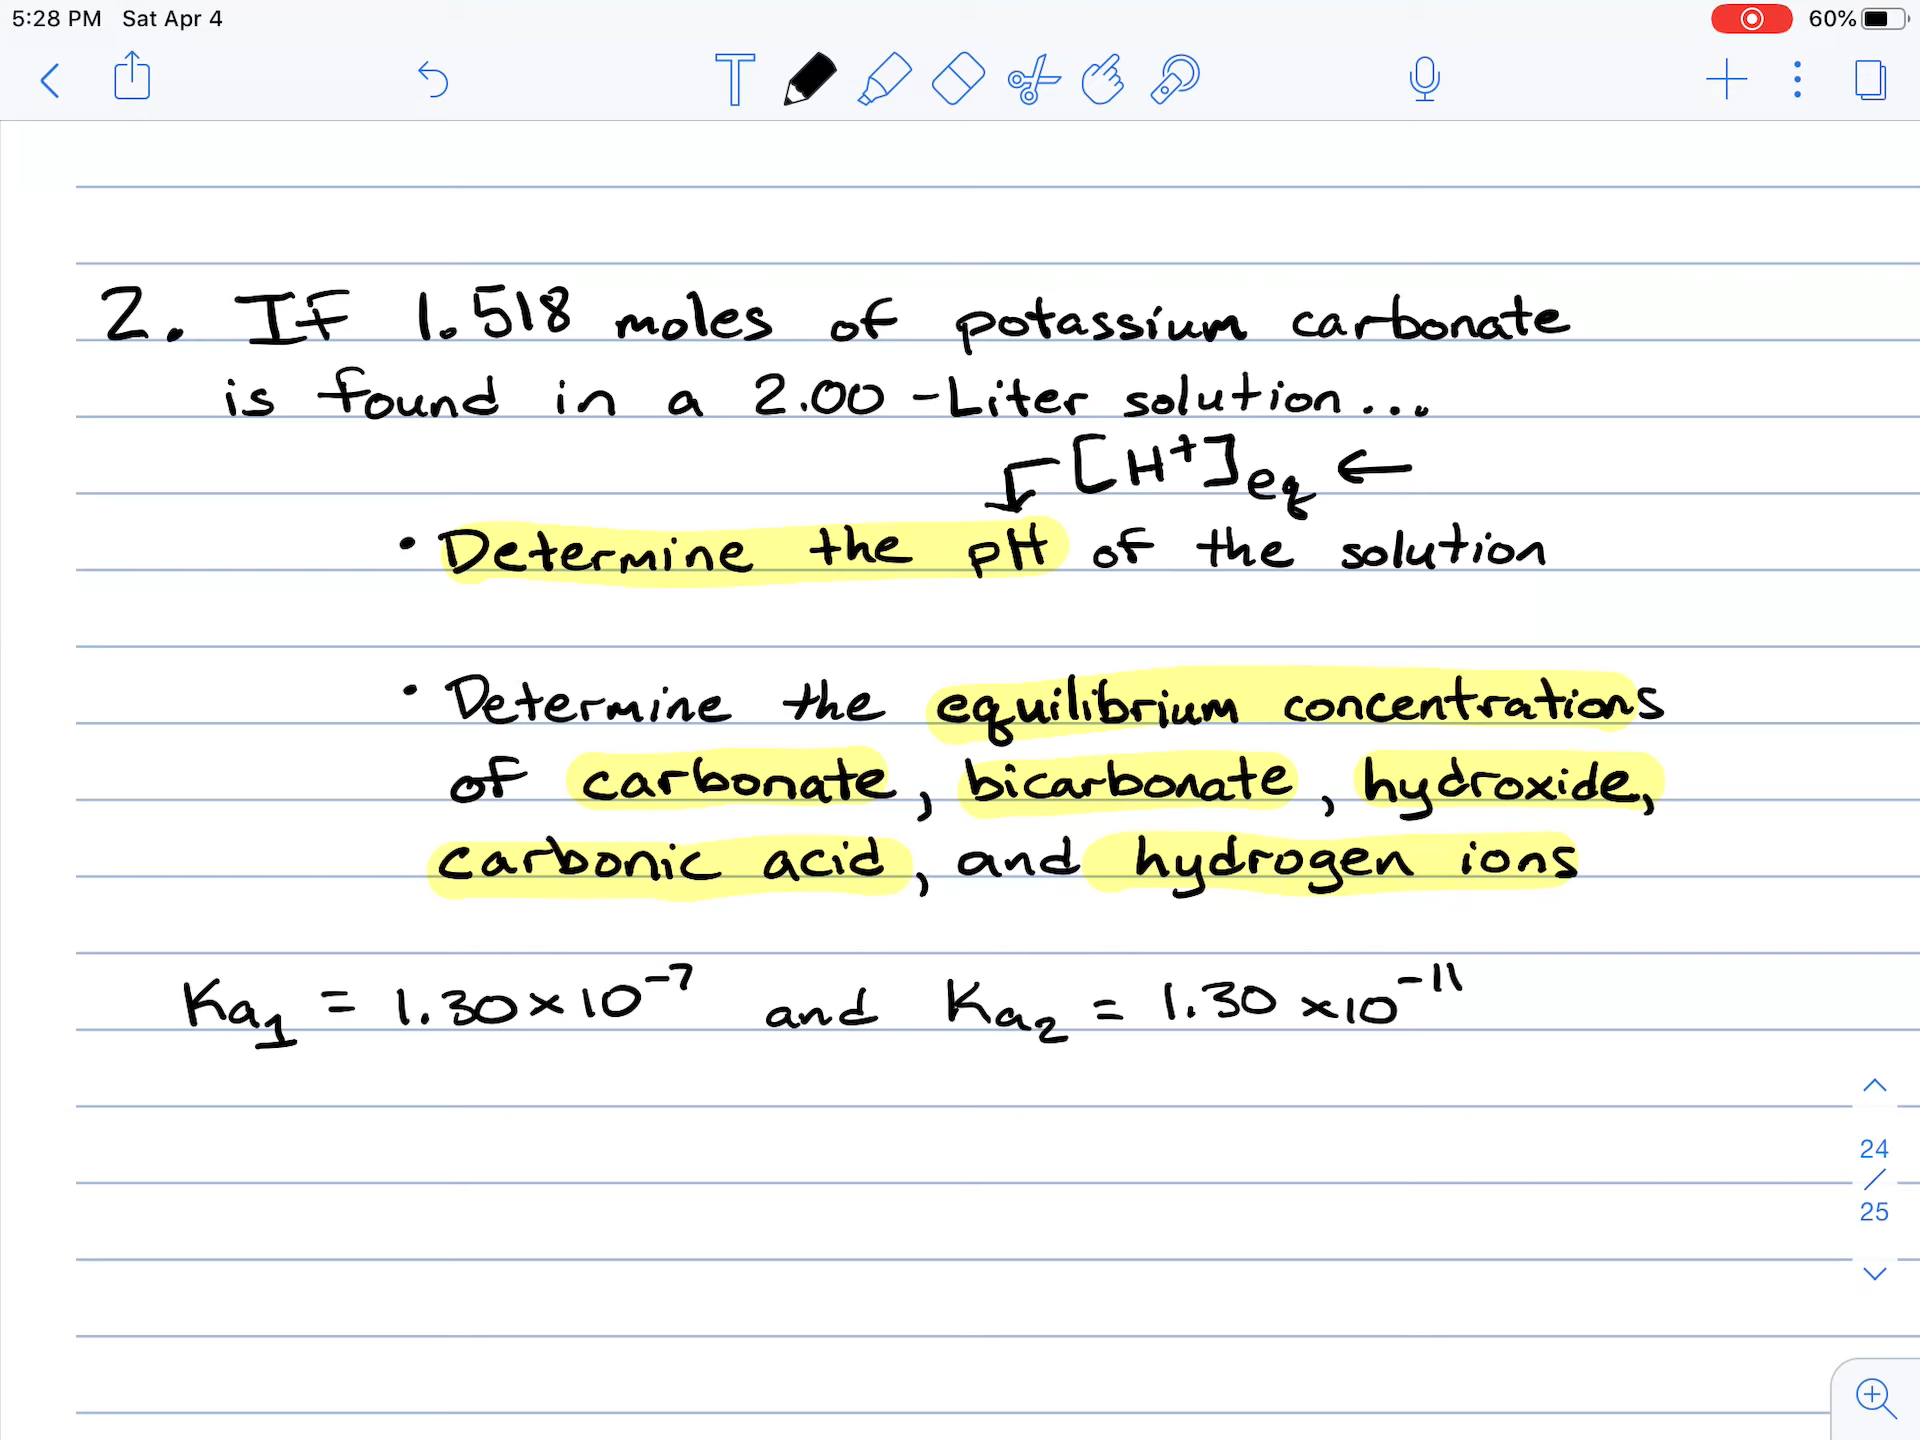 5:28 PM Sat Apr 4 60%
T
2. IF 1.518 moles of potassium carbonate
is found in a 2.00-Liter solution...
[H⁺]eq ←
• Determine the pH of the solution
• Determine the equilibrium concentrations
of carbonate, bicarbonate, hydroxide,
carbonic acid, and hydrogen ions
Ka₁ = 1.30 × 10⁻⁷ and Ka₂ = 1.30 × 10⁻¹¹
24
/
25